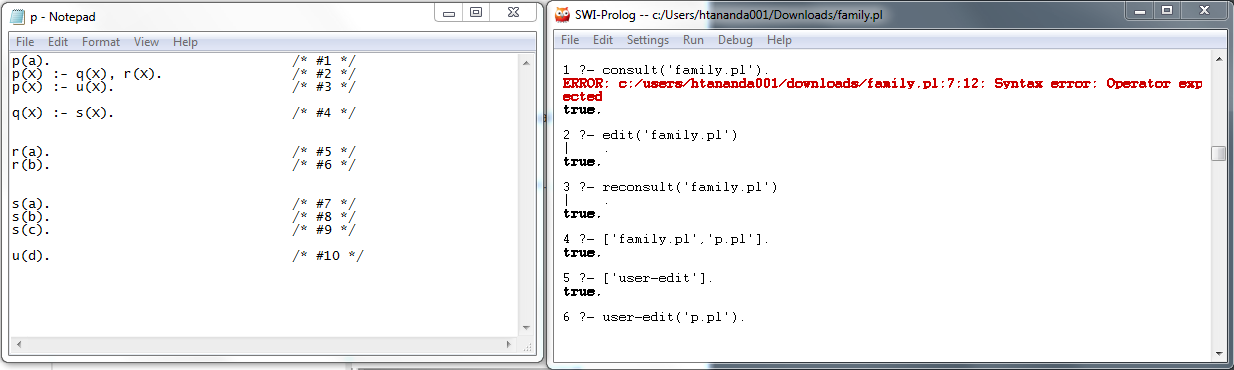 p - Notepad
File Edit Format View Help
p(a). /* #1 */
p(X) :- q(X), r(X). /* #2 */
p(X) :- u(X). /* #3 */
q(X) :- s(X). /* #4 */
r(a). /* #5 */
r(b). /* #6 */
s(a). /* #7 */
s(b). /* #8 */
s(c). /* #9 */
u(d). /* #10 */
SWI-Prolog -- c:/Users/htananda001/Downloads/family.pl
File Edit Settings Run Debug Help
1 ?- consult('family.pl').
ERROR: c:/users/htananda001/downloads/family.pl:7:12: Syntax error: Operator exp
ected
true.
2 ?- edit('family.pl')
| .
true.
3 ?- reconsult('family.pl')
| .
true.
4 ?- ['family.pl','p.pl'].
true.
5 ?- ['user-edit'].
true.
6 ?- user-edit('p.pl').